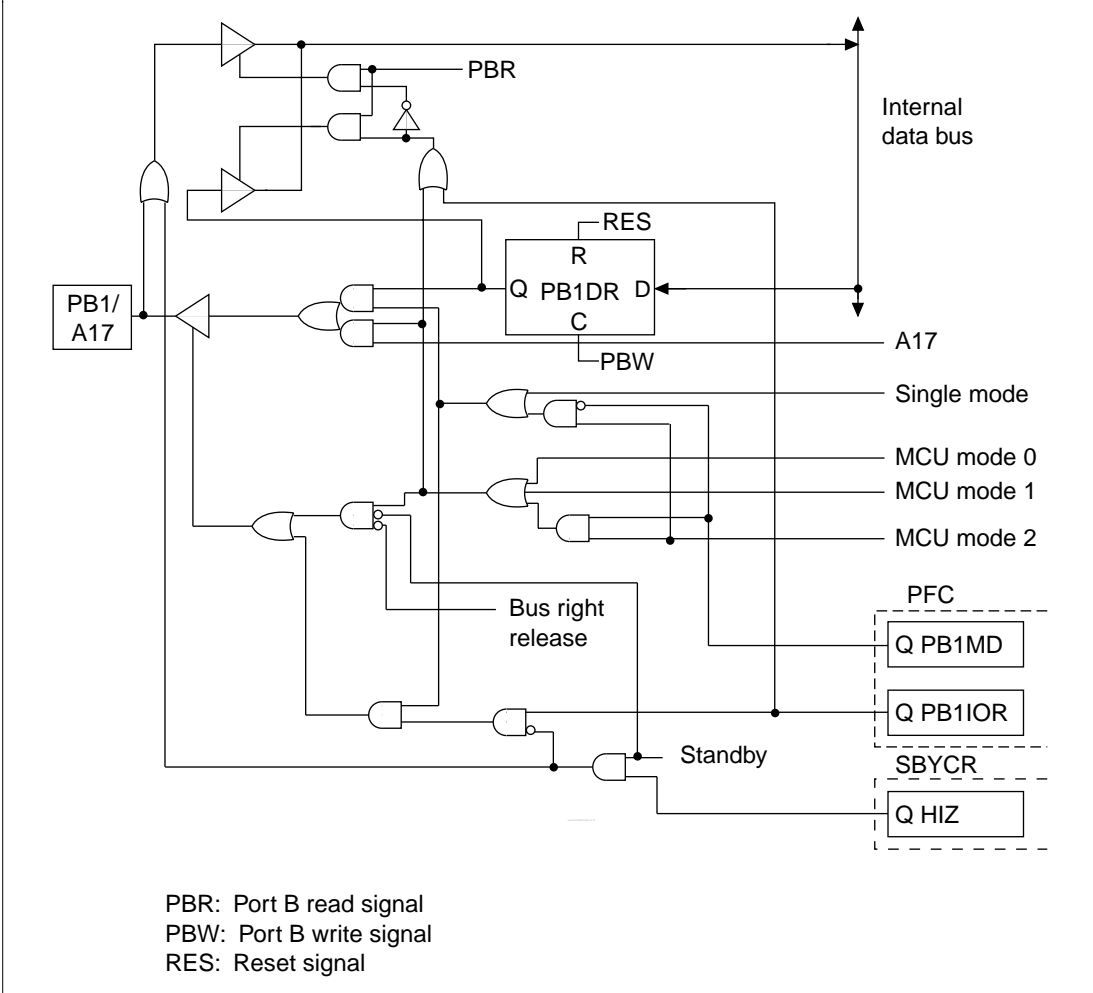 PBR
Internal
data bus
RES
R
Q PB1DR D
C
PBW
PB1/
A17
A17
Single mode
MCU mode 0
MCU mode 1
MCU mode 2
Bus right
release
PFC
Q PB1MD
Q PB1IOR
Standby
SBYCR
Q HIZ
PBR: Port B read signal
PBW: Port B write signal
RES: Reset signal